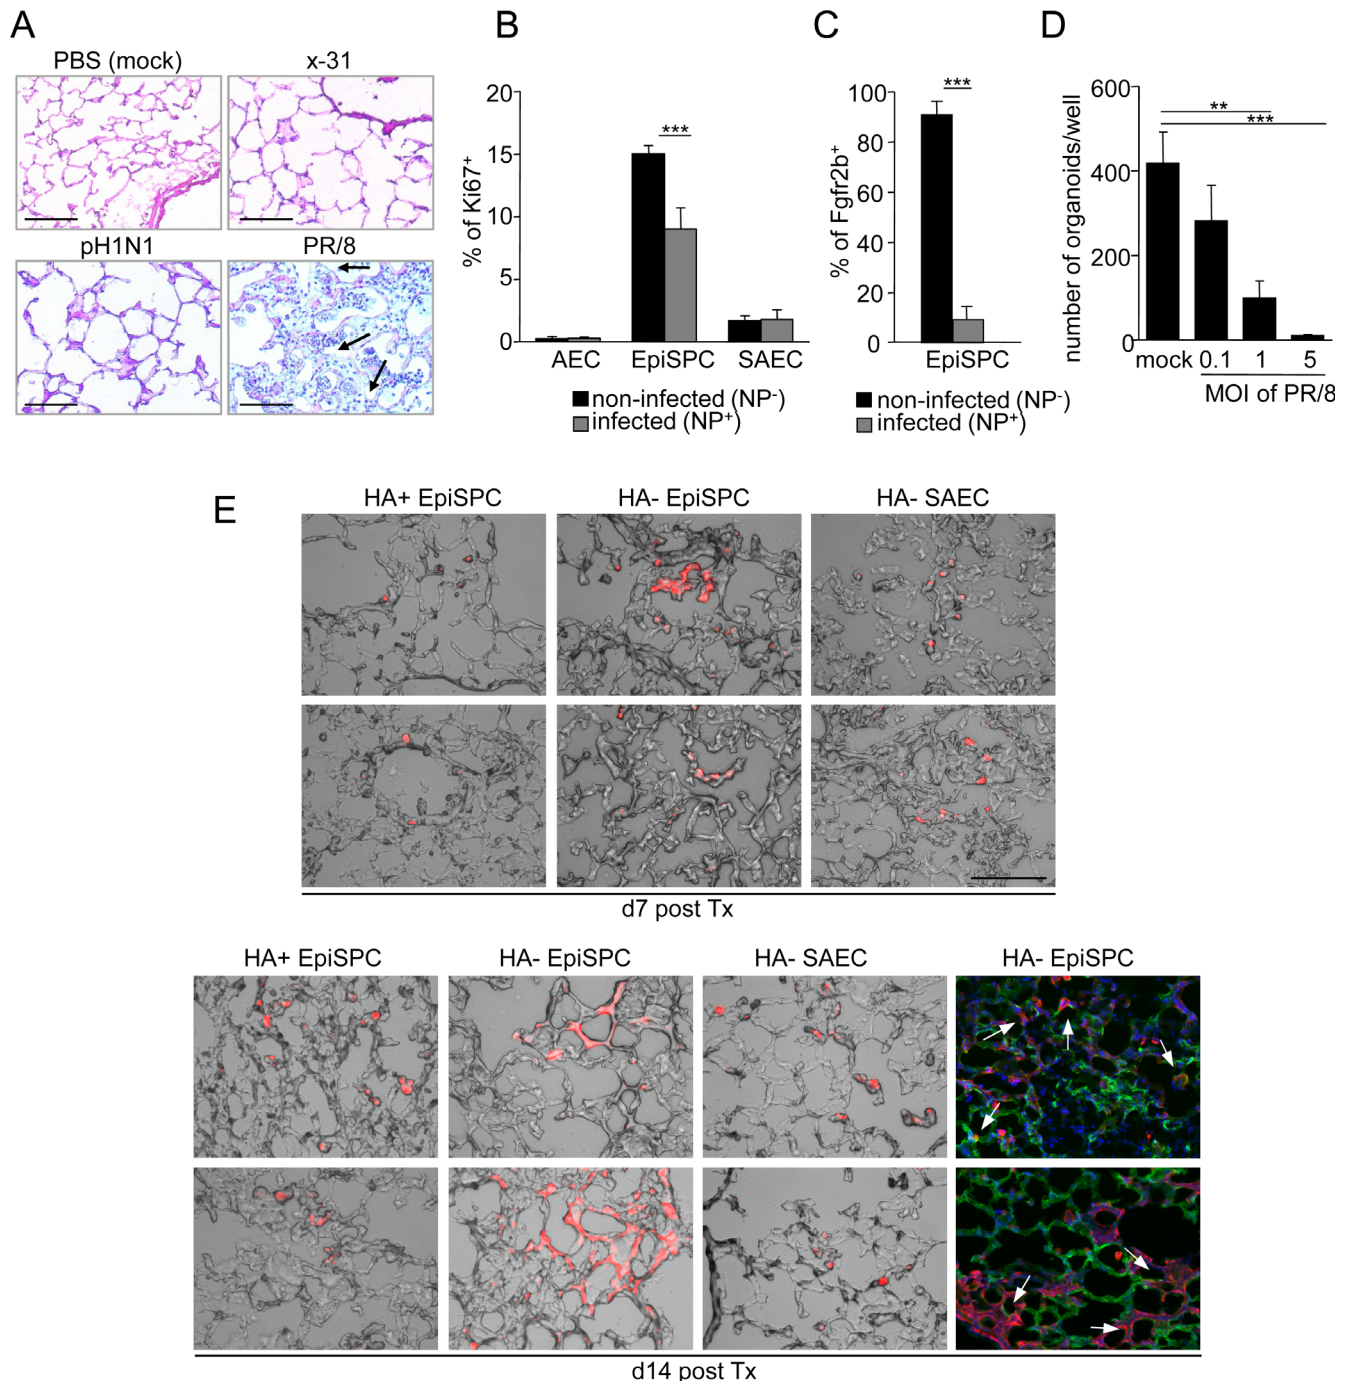 A
PBS (mock)
x-31
pH1N1
PR/8
B
% of Ki67+
20
15
10
5
0
***
AEC
EpiSPC
SAEC
non-infected (NP-)
infected (NP+)
C
% of Fgfr2b+
100
80
60
40
20
0
***
EpiSPC
non-infected (NP-)
infected (NP+)
D
number of organoids/well
600
400
200
0
**
***
mock
0.1
1
5
MOI of PR/8
E
HA+ EpiSPC
HA- EpiSPC
HA- SAEC
d7 post Tx
HA+ EpiSPC
HA- EpiSPC
HA- SAEC
HA- EpiSPC
d14 post Tx